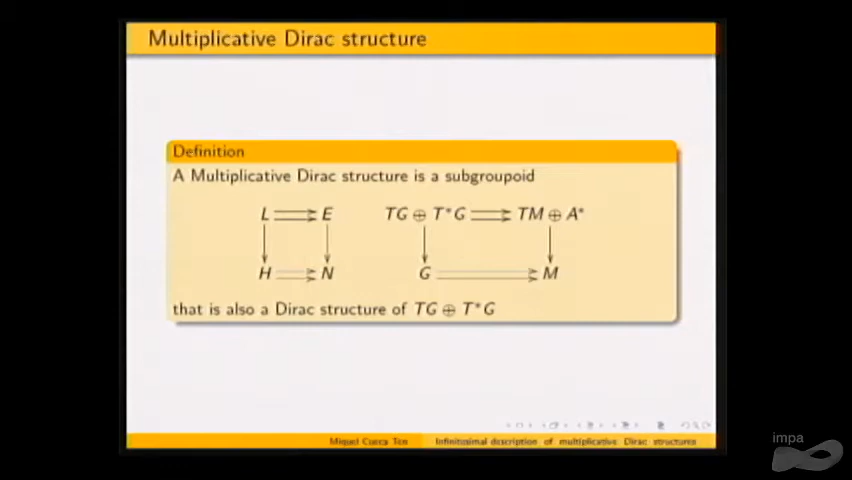 Multiplicative Dirac structure
Definition
A Multiplicative Dirac structure is a subgroupoid
L ⇉ E TG ⊕ T*G ⇉ TM ⊕ A*
H ⇉ N G ⇉ M
that is also a Dirac structure of TG ⊕ T*G
Miquel Cueca Ten Infinitesimal description of multiplicative Dirac structures
impa